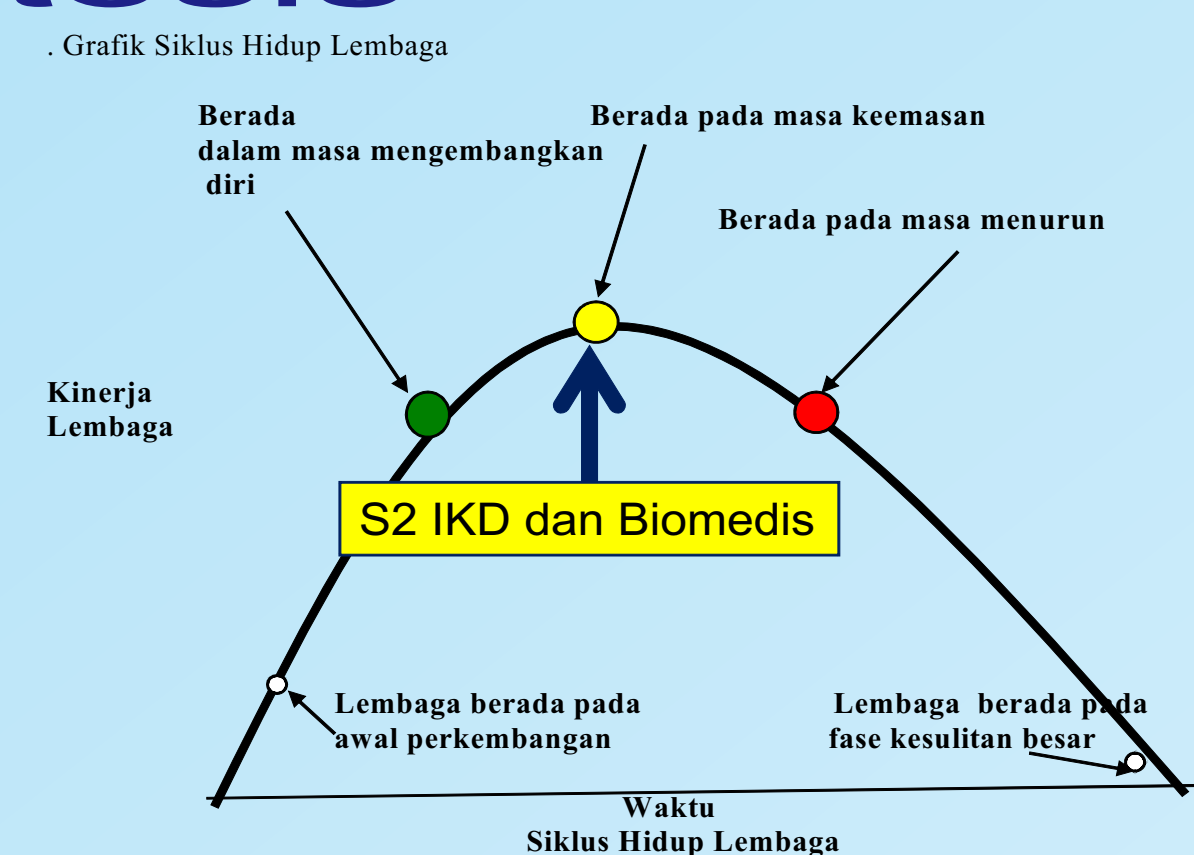 . Grafik Siklus Hidup Lembaga
Berada
dalam masa mengembangkan
diri
Berada pada masa keemasan
Berada pada masa menurun
Kinerja
Lembaga
S2 IKD dan Biomedis
Lembaga berada pada
awal perkembangan
Lembaga berada pada
fase kesulitan besar
Waktu
Siklus Hidup Lembaga